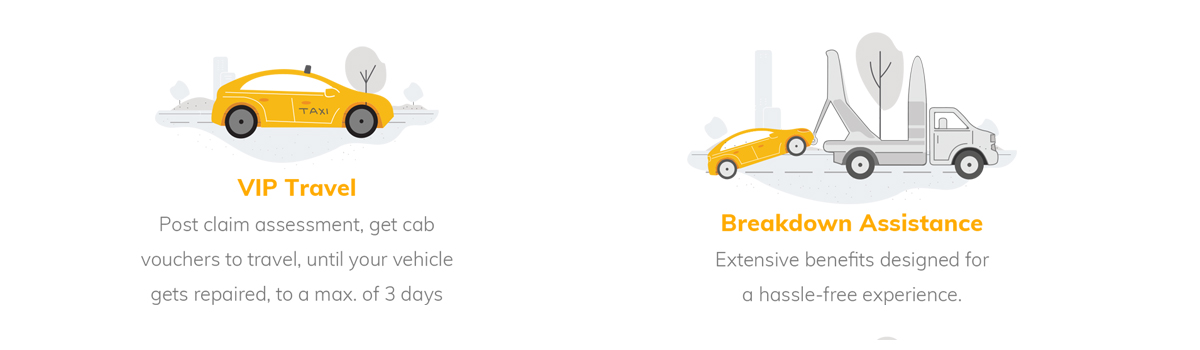 TAXI
VIP Travel
Post claim assessment, get cab
vouchers to travel, until your vehicle
gets repaired, to a max. of 3 days
Breakdown Assistance
Extensive benefits designed for
a hassle-free experience.